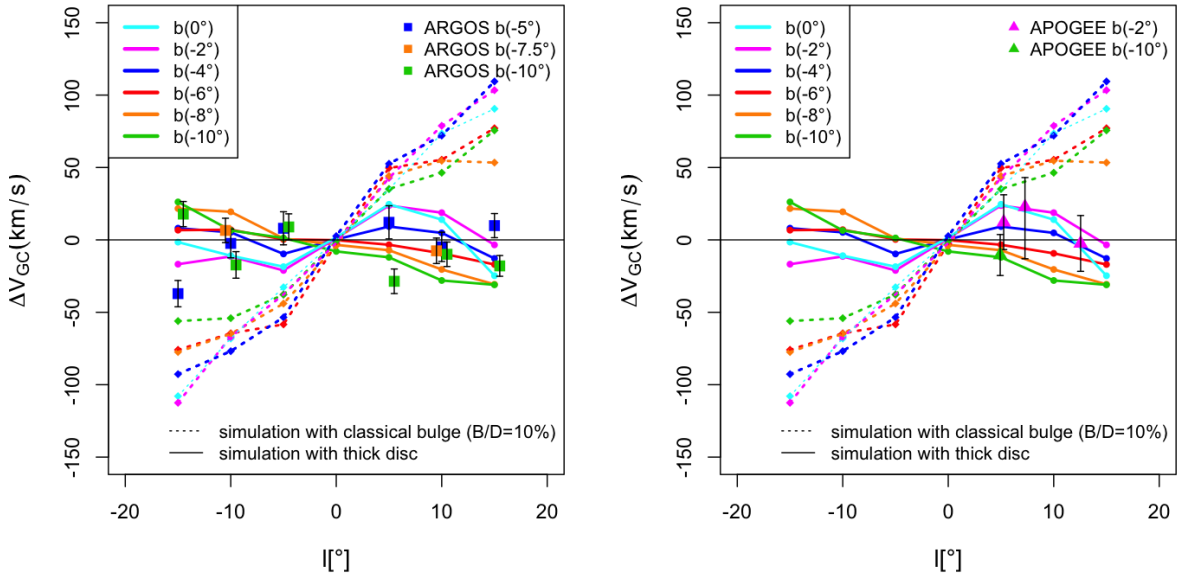 b(0°)
b(-2°)
b(-4°)
b(-6°)
b(-8°)
b(-10°)
ARGOS b(-5°)
ARGOS b(-7.5°)
ARGOS b(-10°)
150
100
50
0
-50
-100
-150
ΔV_GC(km/s)
simulation with classical bulge (B/D=10%)
simulation with thick disc
-20 -10 0 10 20
l[°]
b(0°)
b(-2°)
b(-4°)
b(-6°)
b(-8°)
b(-10°)
APOGEE b(-2°)
APOGEE b(-10°)
150
100
50
0
-50
-100
-150
ΔV_GC(km/s)
simulation with classical bulge (B/D=10%)
simulation with thick disc
-20 -10 0 10 20
l[°]